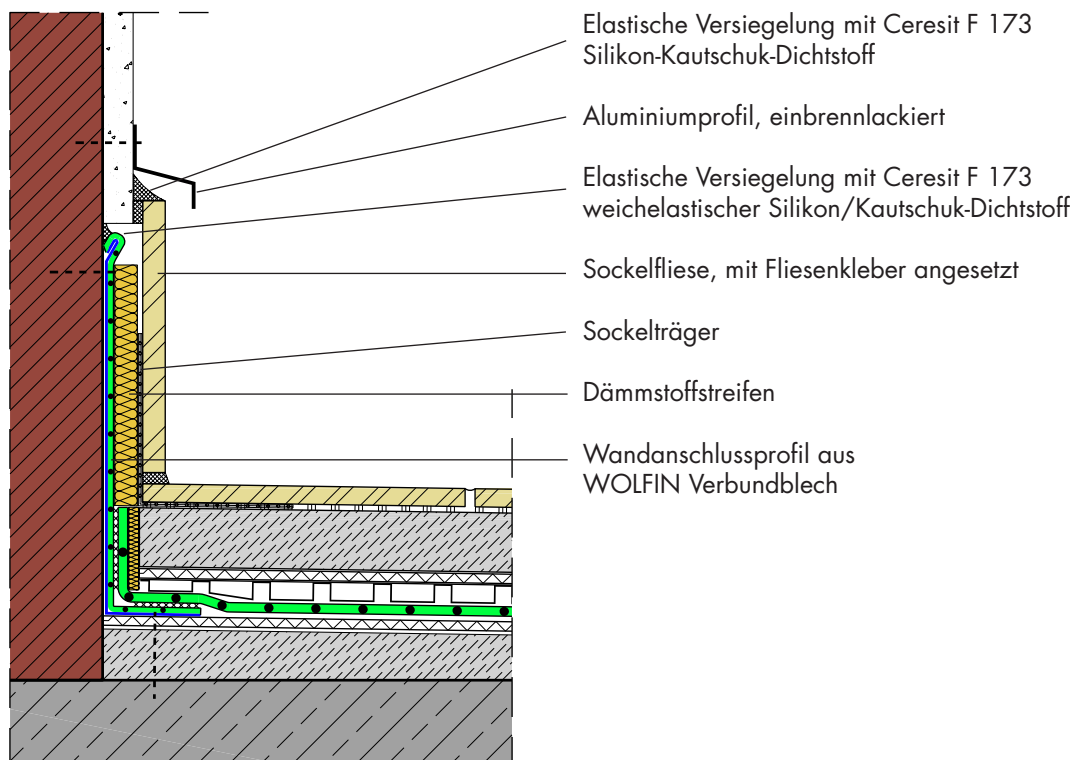 Elastische Versiegelung mit Ceresit F 173
Silikon-Kautschuk-Dichtstoff
Aluminiumprofil, einbrennlackiert
Elastische Versiegelung mit Ceresit F 173
weichelastischer Silikon/Kautschuk-Dichtstoff
Sockelfliese, mit Fliesenkleber angesetzt
Sockelträger
Dämmstoffstreifen
Wandanschlussprofil aus
WOLFIN Verbundblech